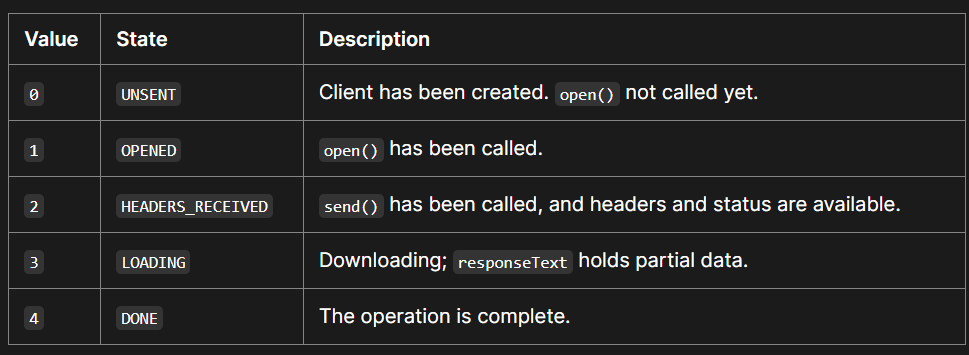 Value State Description
0 UNSENT Client has been created. open() not called yet.
1 OPENED open() has been called.
2 HEADERS_RECEIVED send() has been called, and headers and status are available.
3 LOADING Downloading; responseText holds partial data.
4 DONE The operation is complete.